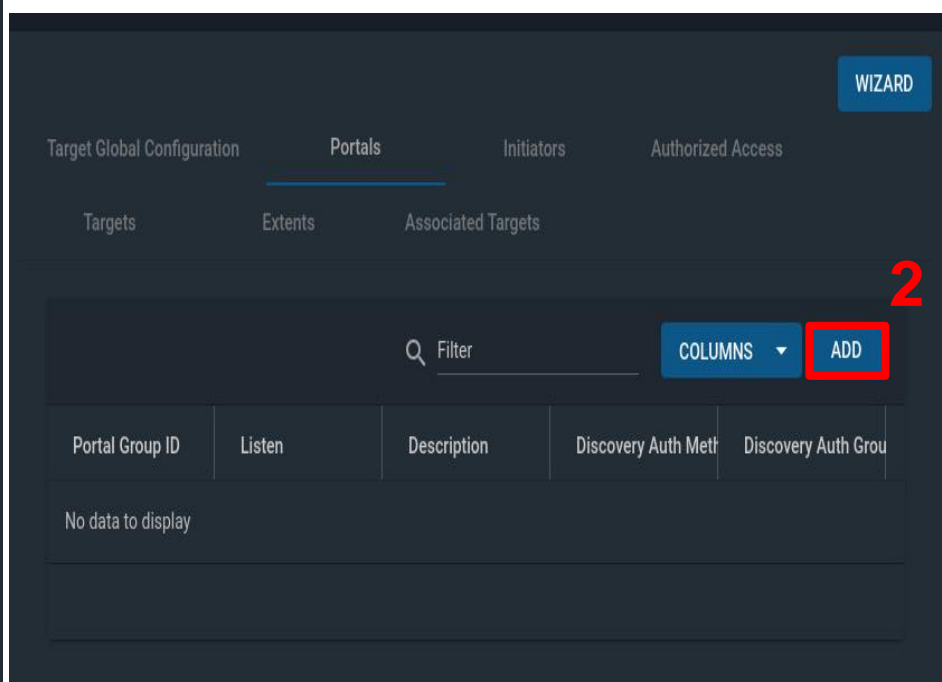 WIZARD
Target Global Configuration Portals Initiators Authorized Access
Targets Extents Associated Targets
2
Filter COLUMNS ADD
Portal Group ID Listen Description Discovery Auth Meth Discovery Auth Grou
No data to display